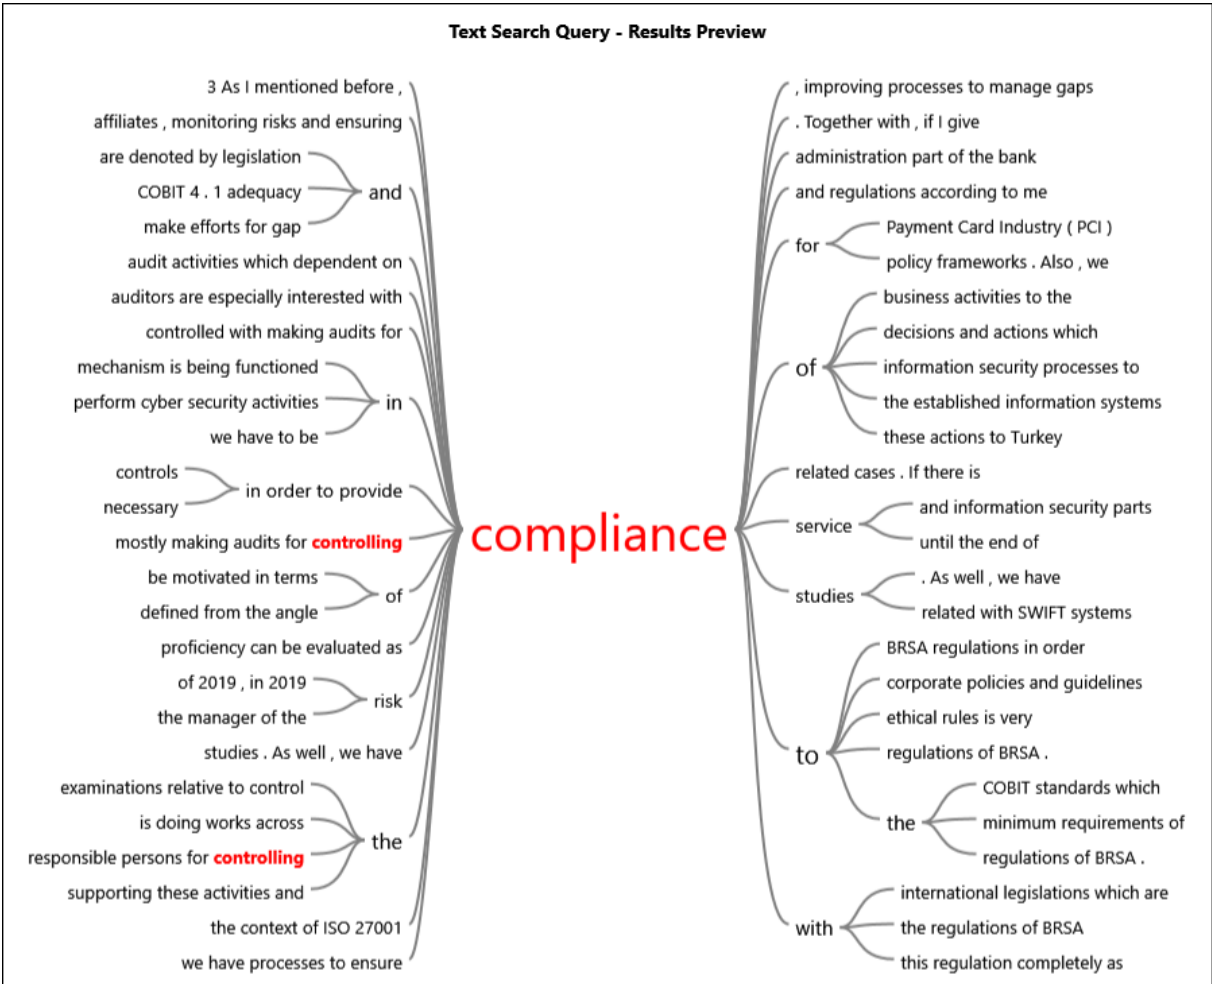 Text Search Query - Results Preview
3 As I mentioned before ,
affiliates , monitoring risks and ensuring
are denoted by legislation
COBIT 4 . 1 adequacy
and
make efforts for gap
audit activities which dependent on
auditors are especially interested with
controlled with making audits for
mechanism is being functioned
perform cyber security activities
in
we have to be
controls
in order to provide
necessary
mostly making audits for controlling
be motivated in terms
of
defined from the angle
proficiency can be evaluated as
of 2019 , in 2019
risk
the manager of the
studies . As well , we have
examinations relative to control
is doing works across
the
responsible persons for controlling
supporting these activities and
the context of ISO 27001
we have processes to ensure
compliance
, improving processes to manage gaps
. Together with , if I give
administration part of the bank
and regulations according to me
for
Payment Card Industry ( PCI )
policy frameworks . Also , we
of
business activities to the
decisions and actions which
information security processes to
the established information systems
these actions to Turkey
related cases . If there is
service
and information security parts
until the end of
studies
. As well , we have
related with SWIFT systems
to
BRSA regulations in order
corporate policies and guidelines
ethical rules is very
regulations of BRSA .
the
COBIT standards which
minimum requirements of
regulations of BRSA .
with
international legislations which are
the regulations of BRSA
this regulation completely as